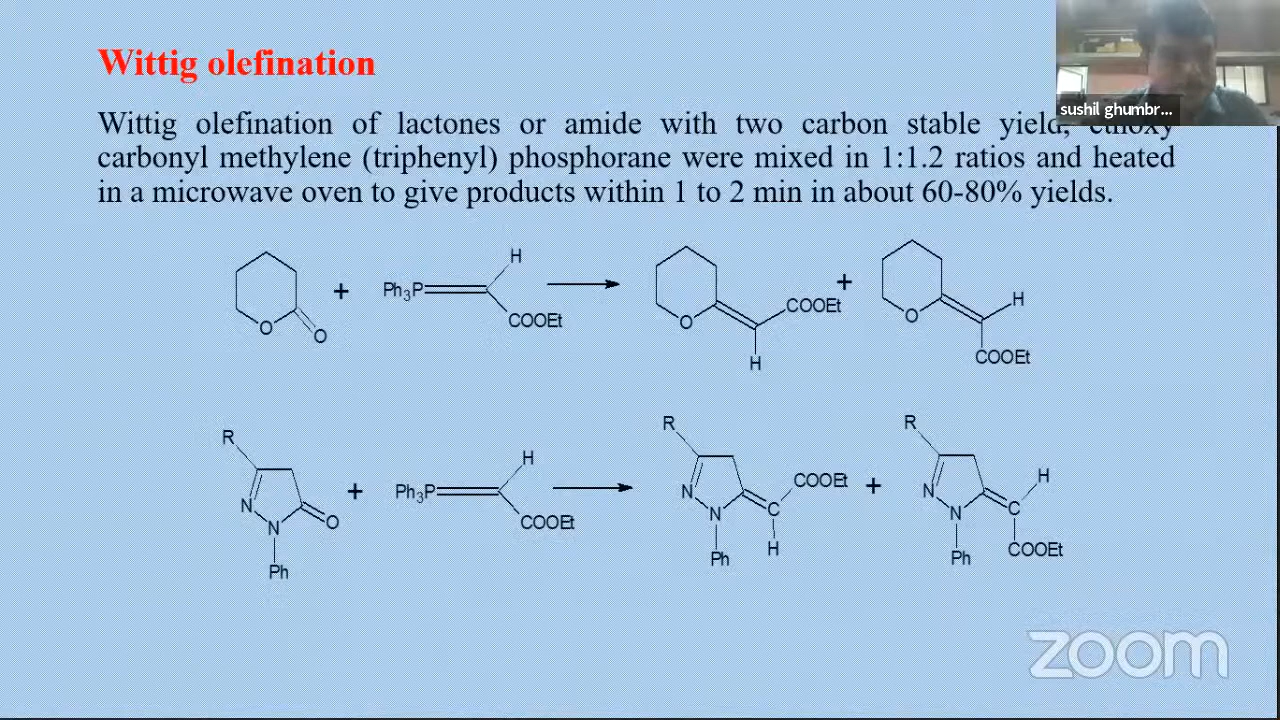 Wittig olefination
sushil ghumbr...
Wittig olefination of lactones or amide with two carbon stable yield, ethoxy
carbonyl methylene (triphenyl) phosphorane were mixed in 1:1.2 ratios and heated
in a microwave oven to give products within 1 to 2 min in about 60-80% yields.
O O + Ph3P H COOEt O COOEt H + O H COOEt
R N N O Ph + Ph3P H COOEt R N N Ph C COOEt H + R N N Ph C H COOEt
zoom